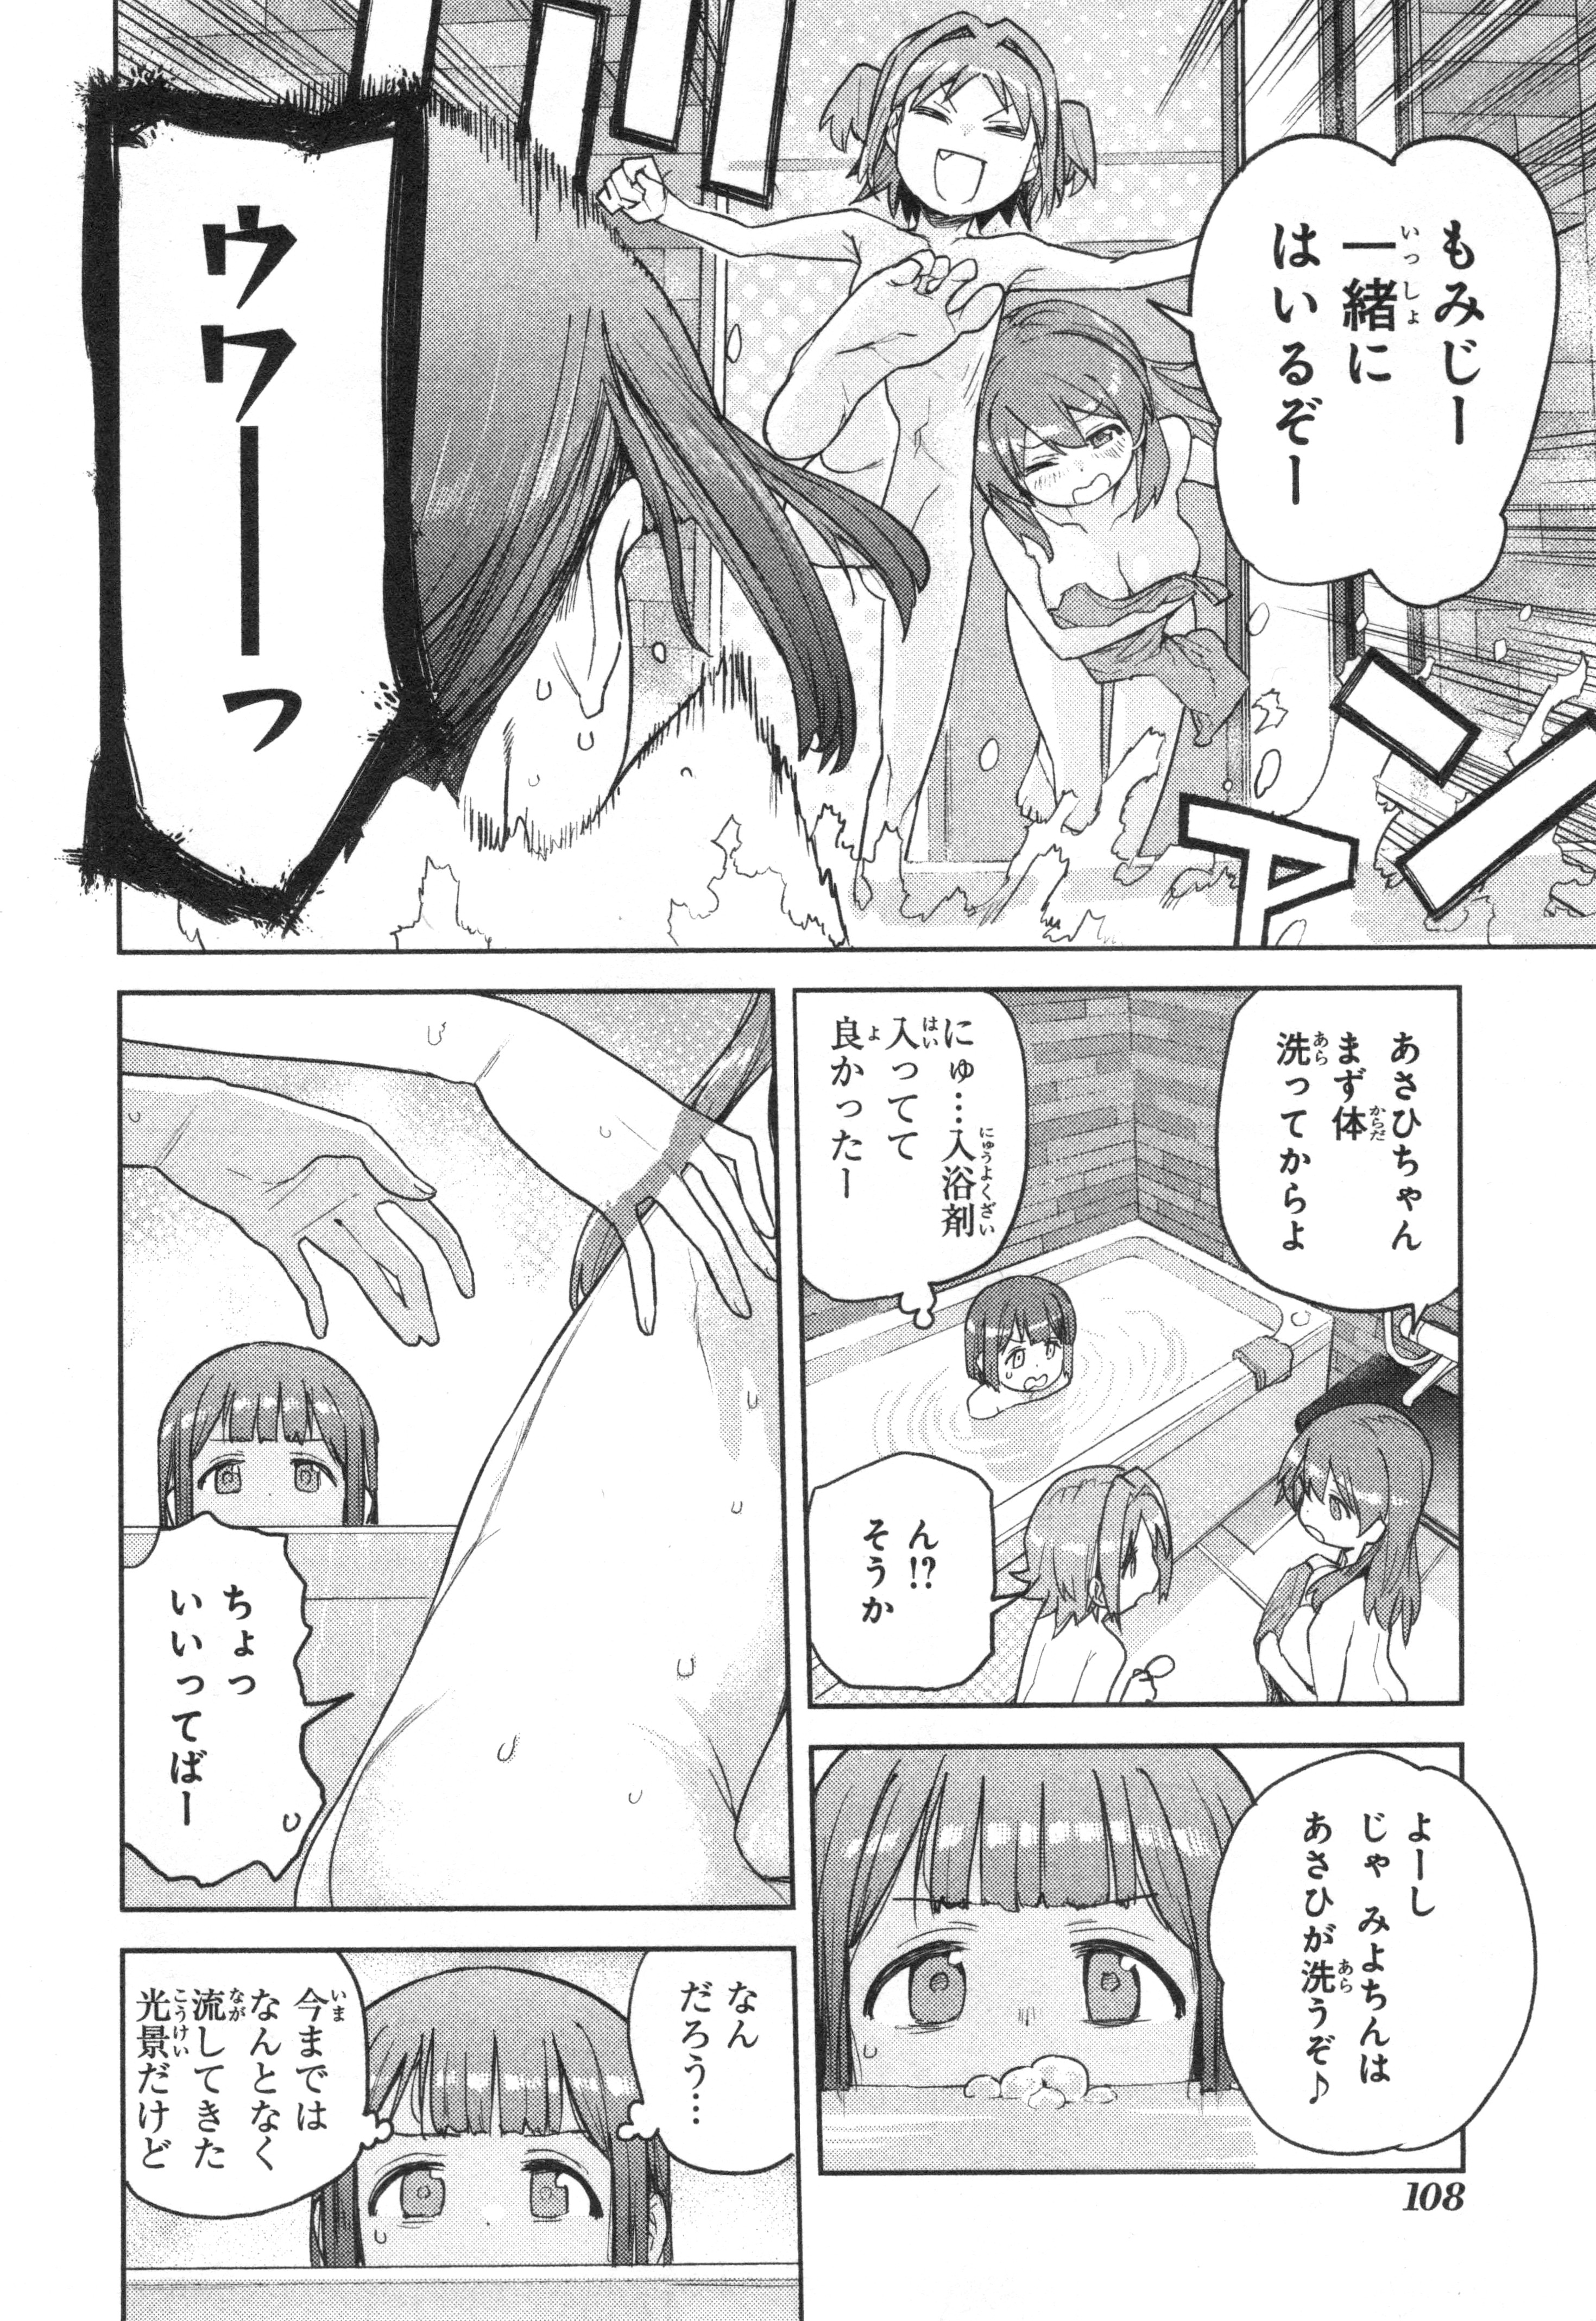 もみじー
一緒に
はいるぞー
ウワーーっ
あさひちゃん
まず体
洗ってからよ
にゅ…入浴剤
入ってて
良かったー
ん!?
そうか
よーし
じゃ みよちんは
あさひが洗うぞ♪
ちょっ
いいってばー
なん
だろう…
今までは
なんとなく
流してきた
光景だけど
108